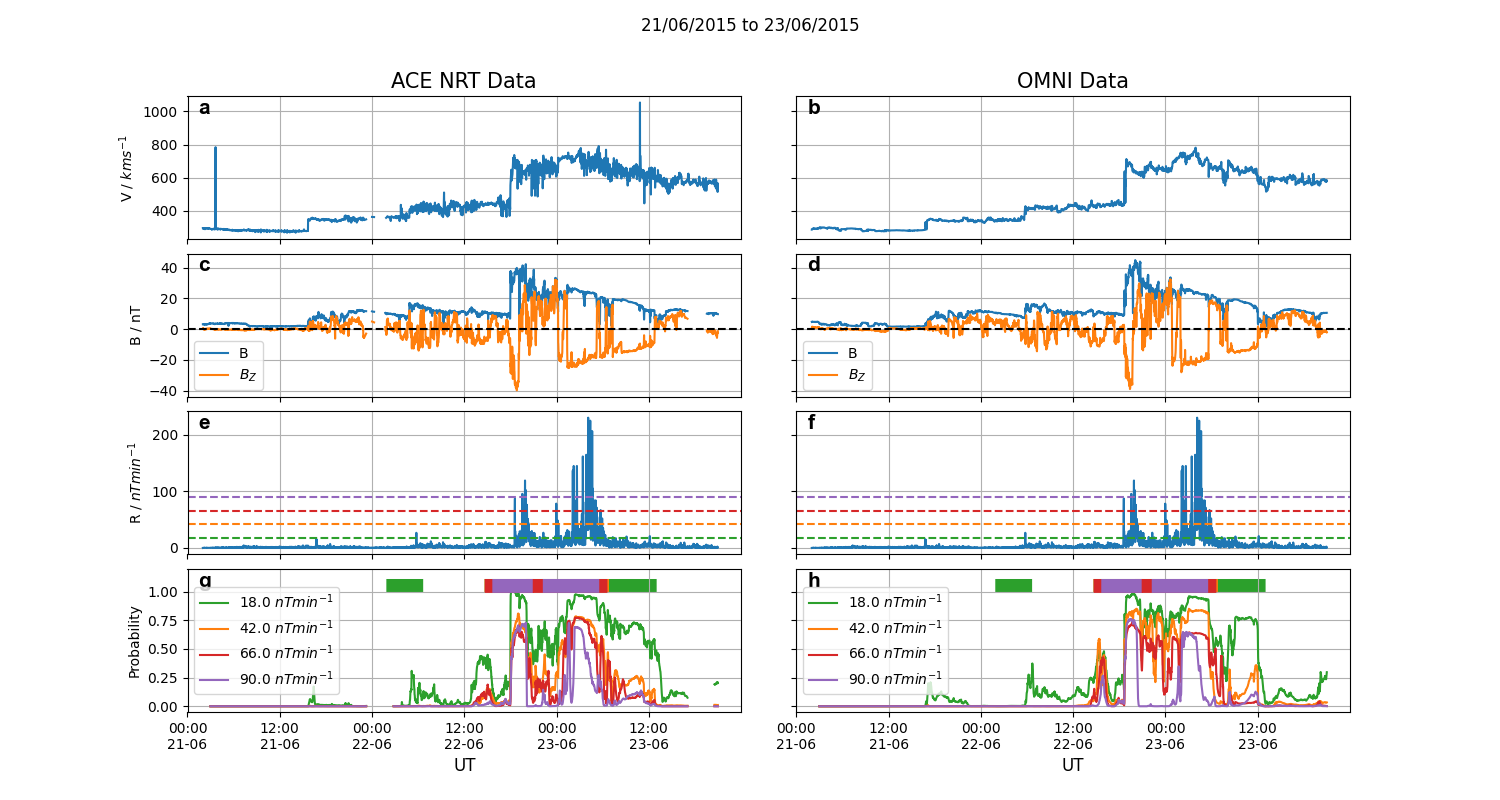 21/06/2015 to 23/06/2015
ACE NRT Data
OMNI Data
a
b
1000
800
600
400
V / kms⁻¹
c
d
40
20
0
−20
−40
B / nT
B
B_Z
B
B_Z
e
f
200
100
0
R / nTmin⁻¹
g
h
1.00
0.75
0.50
0.25
0.00
Probability
18.0 nTmin⁻¹
42.0 nTmin⁻¹
66.0 nTmin⁻¹
90.0 nTmin⁻¹
18.0 nTmin⁻¹
42.0 nTmin⁻¹
66.0 nTmin⁻¹
90.0 nTmin⁻¹
00:00 12:00 00:00 12:00 00:00 12:00
21-06 21-06 22-06 22-06 23-06 23-06
UT
00:00 12:00 00:00 12:00 00:00 12:00
21-06 21-06 22-06 22-06 23-06 23-06
UT